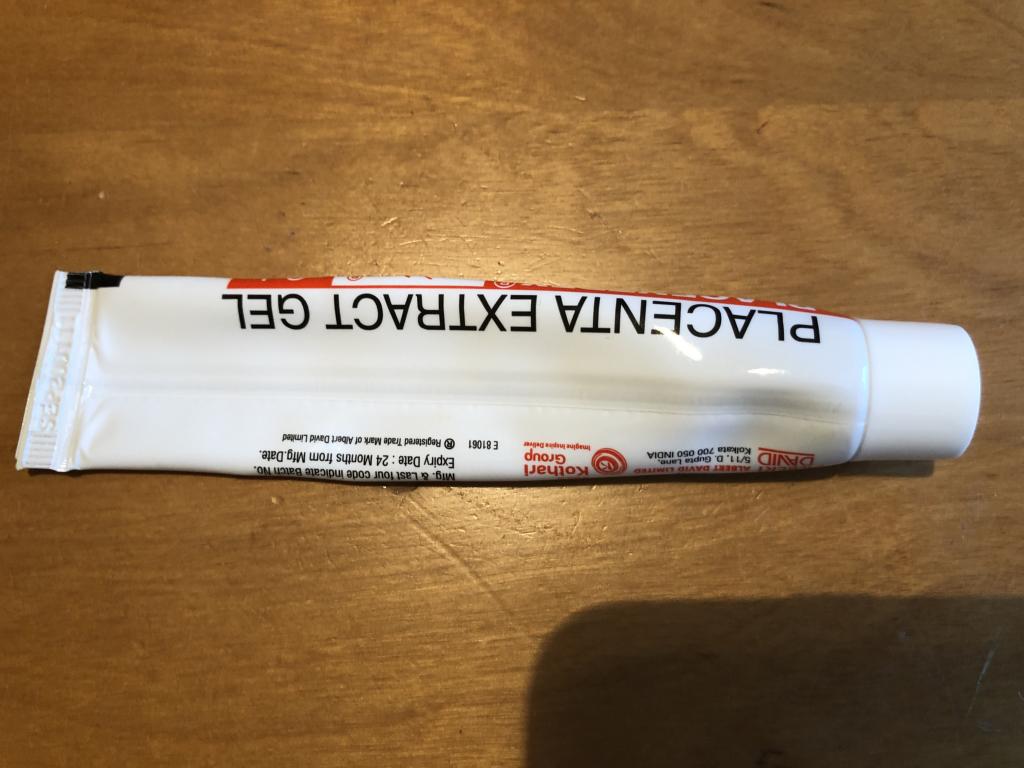 PLACENTA EXTRACT GEL
DAVID
ALBERT DAVID LIMITED
5/11, D. Gupta Lane,
Kolkata 700 050 INDIA
Kothari
Group
Imagine Inspire Deliver
Mfg. & Last four code indicate Batch No.
Expiry Date : 24 Months from Mfg.Date.
E 81061
® Registered Trade Mark of Albert David Limited